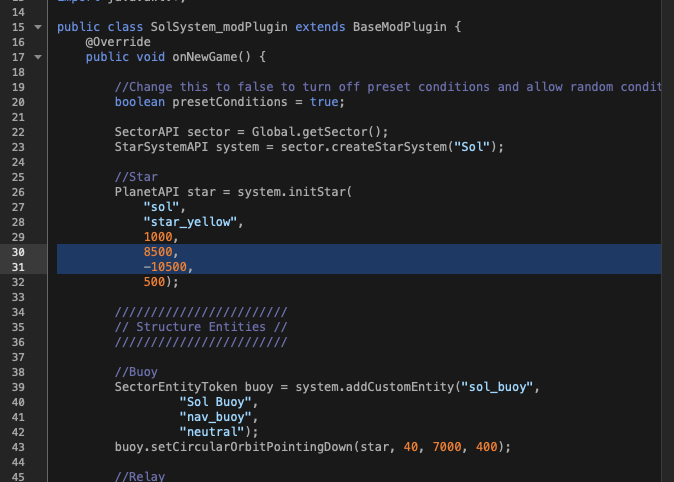 14
15 public class SolSystem_modPlugin extends BaseModPlugin {
16 @Override
17 public void onNewGame() {
18
19 //Change this to false to turn off preset conditions and allow random condit
20 boolean presetConditions = true;
21
22 SectorAPI sector = Global.getSector();
23 StarSystemAPI system = sector.createStarSystem("Sol");
24
25 //Star
26 PlanetAPI star = system.initStar(
27 "sol",
28 "star_yellow",
29 1000,
30 8500,
31 -10500,
32 500);
33
34 ////////////////////////
35 // Structure Entities //
36 ////////////////////////
37
38 //Buoy
39 SectorEntityToken buoy = system.addCustomEntity("sol_buoy",
40 "Sol Buoy",
41 "nav_buoy",
42 "neutral");
43 buoy.setCircularOrbitPointingDown(star, 40, 7000, 400);
44
45 //Relay